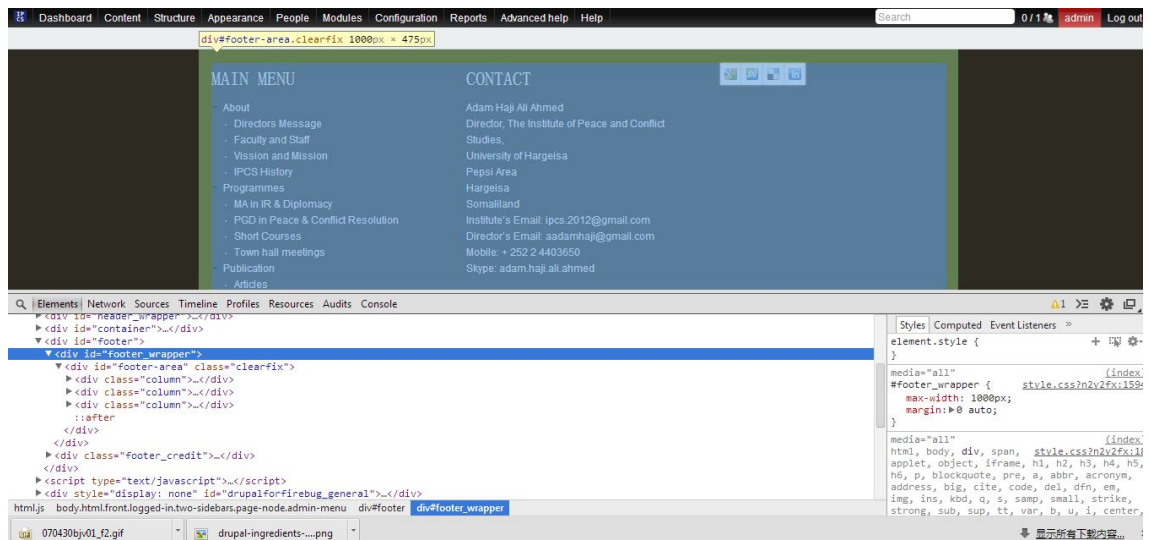 Dashboard Content Structure Appearance People Modules Configuration Reports Advanced help Help Search 0 / 1 admin Log out
div#footer-area.clearfix 1000px × 475px
MAIN MENU
About
Directors Message
Faculty and Staff
Vission and Mission
IPCS History
Programmes
MA in IR & Diplomacy
PGD in Peace & Conflict Resolution
Short Courses
Town hall meetings
Publication
Articles
CONTACT
Adam Haji Ali Ahmed
Director, The Institute of Peace and Conflict
Studies,
University of Hargeisa
Pepsi Area
Hargeisa
Somaliland
Institute's Email: ipcs.2012@gmail.com
Director's Email: aadamhaji@gmail.com
Mobile: + 252 2 4403650
Skype: adam.haji.ali.ahmed
Elements Network Sources Timeline Profiles Resources Audits Console 1
<div id="header_wrapper">…</div>
<div id="container">…</div>
<div id="footer">
<div id="footer_wrapper">
<div id="footer-area" class="clearfix">
<div class="column">…</div>
<div class="column">…</div>
<div class="column">…</div>
::after
</div>
</div>
<div class="footer_credit">…</div>
</div>
<script type="text/javascript">…</script>
<div style="display: none" id="drupalforfirebug_general">…</div>
html.js body.html.front.logged-in.two-sidebars.page-node.admin-menu div#footer div#footer_wrapper
Styles Computed Event Listeners »
element.style {
}
media="all" (index)
#footer_wrapper { style.css?n2v2fx:1594
max-width: 1000px;
margin: 0 auto;
}
media="all" (index)
html, body, div, span, style.css?n2v2fx:18
applet, object, iframe, h1, h2, h3, h4, h5,
h6, p, blockquote, pre, a, abbr, acronym,
address, big, cite, code, del, dfn, em,
img, ins, kbd, q, s, samp, small, strike,
strong, sub, sup, tt, var, b, u, i, center,
070430bjv01_f2.gif drupal-ingredients-....png 显示所有下载内容...